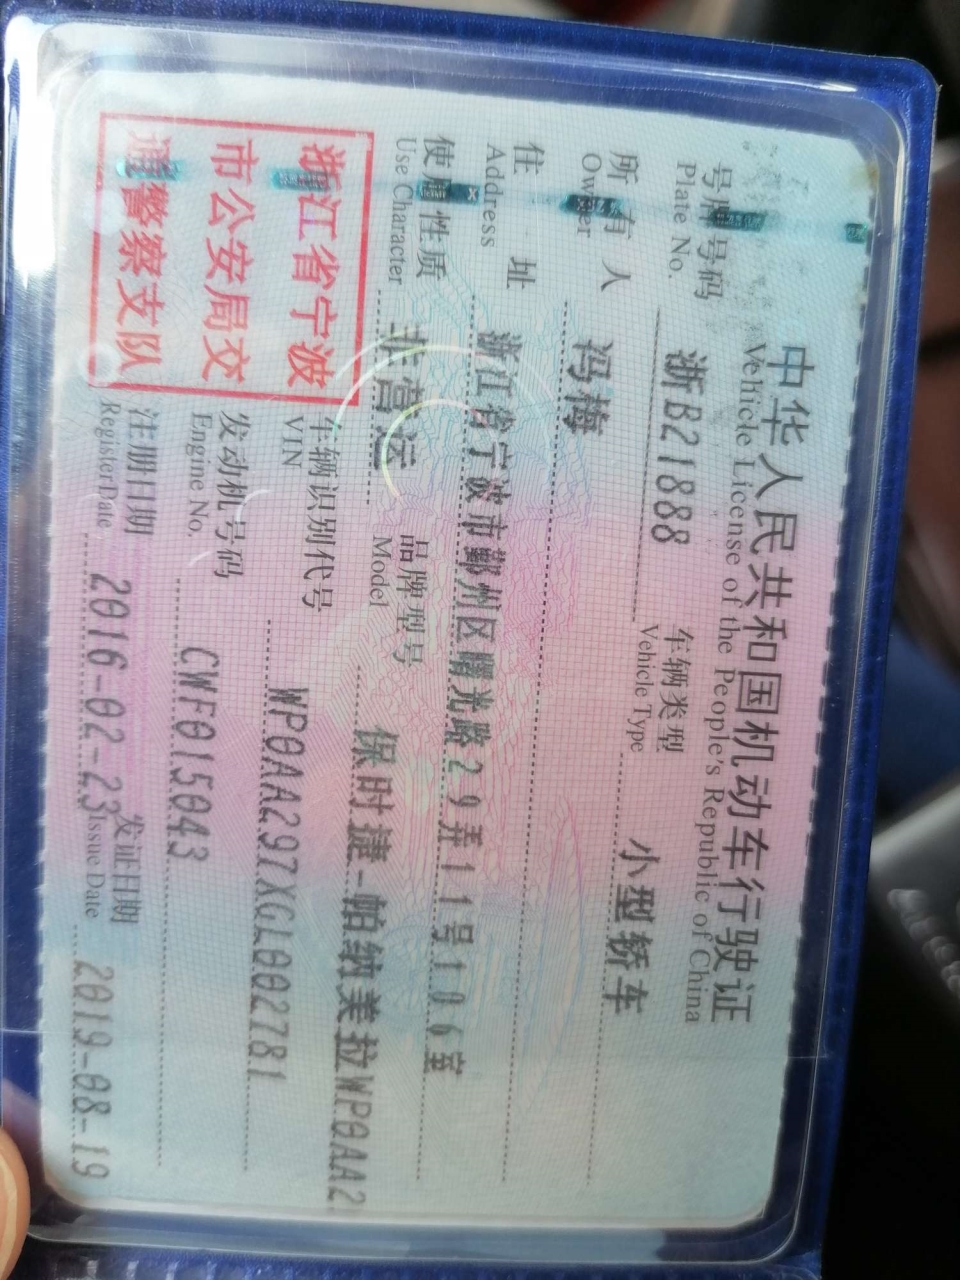 中华人民共和国机动车行驶证
Vehicle License of the People's Republic of China
号牌号码 浙B21888 车辆类型 小型轿车
Plate No. Vehicle Type
所有人 冯梅
Owner
住址 浙江省宁波市鄞州区曙光路29弄11号106室
Address
使用性质 非营运 品牌型号 保时捷-帕纳美拉WP0AA2
Use Character Model
浙江省宁波
市公安局交
通警察支队
车辆识别代号 WP0AA297XGL002781
VIN
发动机号码 CWF015043
Engine No.
注册日期 2016-02-23 发证日期 2019-08-19
Register Date Issue Date